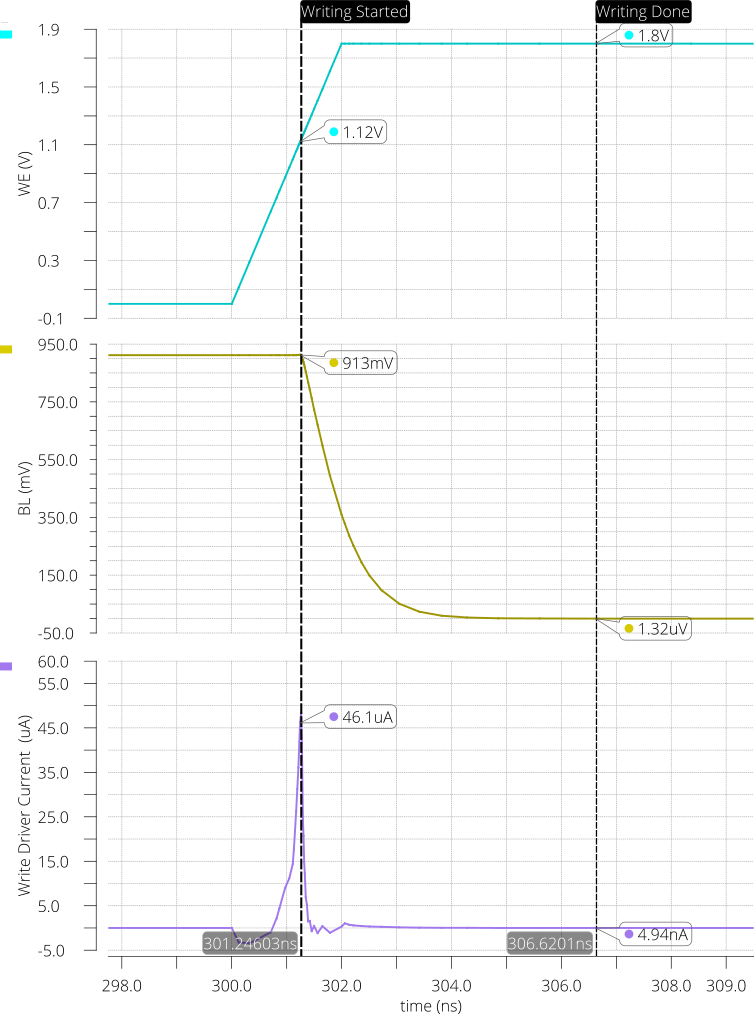 Writing Started
Writing Done
1.9
1.5
1.1
0.7
0.3
-0.1
WE (V)
1.8V
1.12V
950.0
750.0
550.0
350.0
150.0
-50.0
BL (mV)
913mV
1.32uV
60.0
55.0
45.0
35.0
25.0
15.0
5.0
-5.0
Write Driver Current (uA)
46.1uA
4.94nA
301.24603ns
306.6201ns
298.0 300.0 302.0 304.0 306.0 308.0 309.0
time (ns)